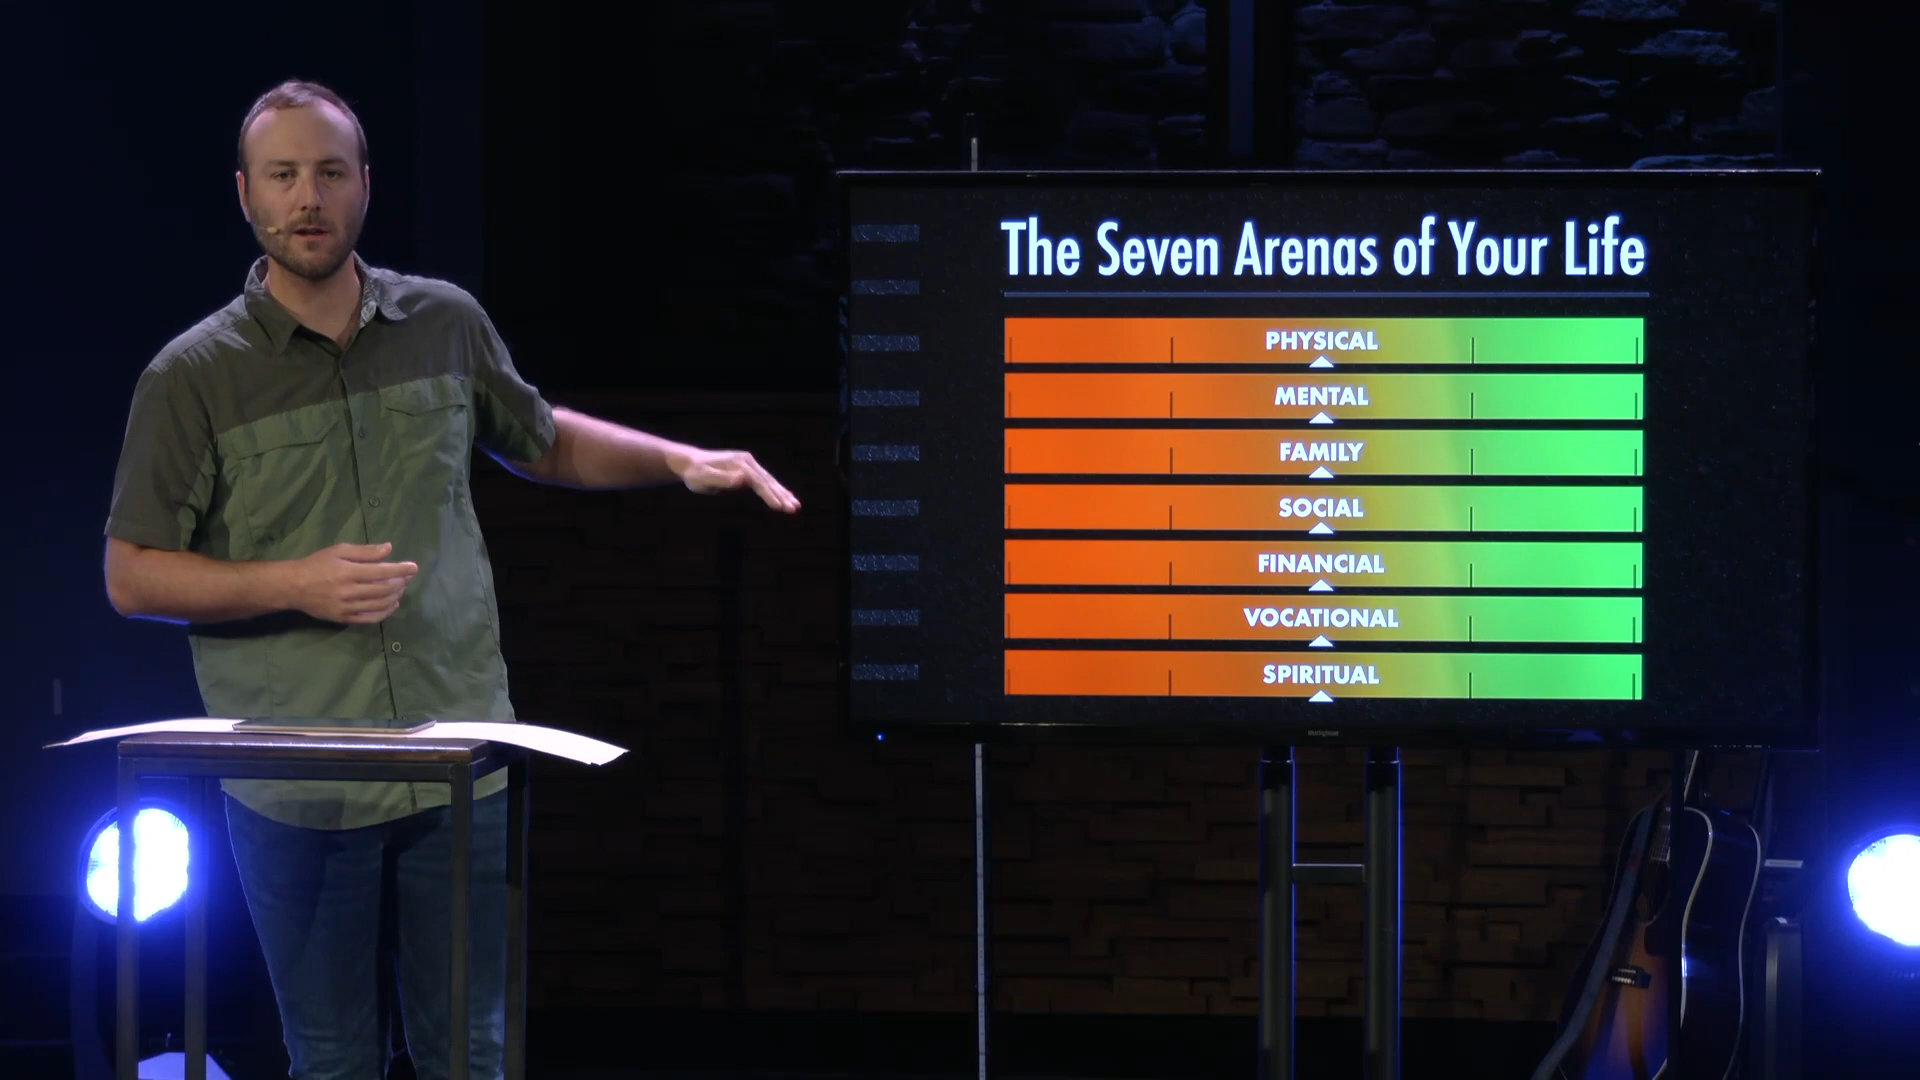 The Seven Arenas of Your Life
PHYSICAL
MENTAL
FAMILY
SOCIAL
FINANCIAL
VOCATIONAL
SPIRITUAL